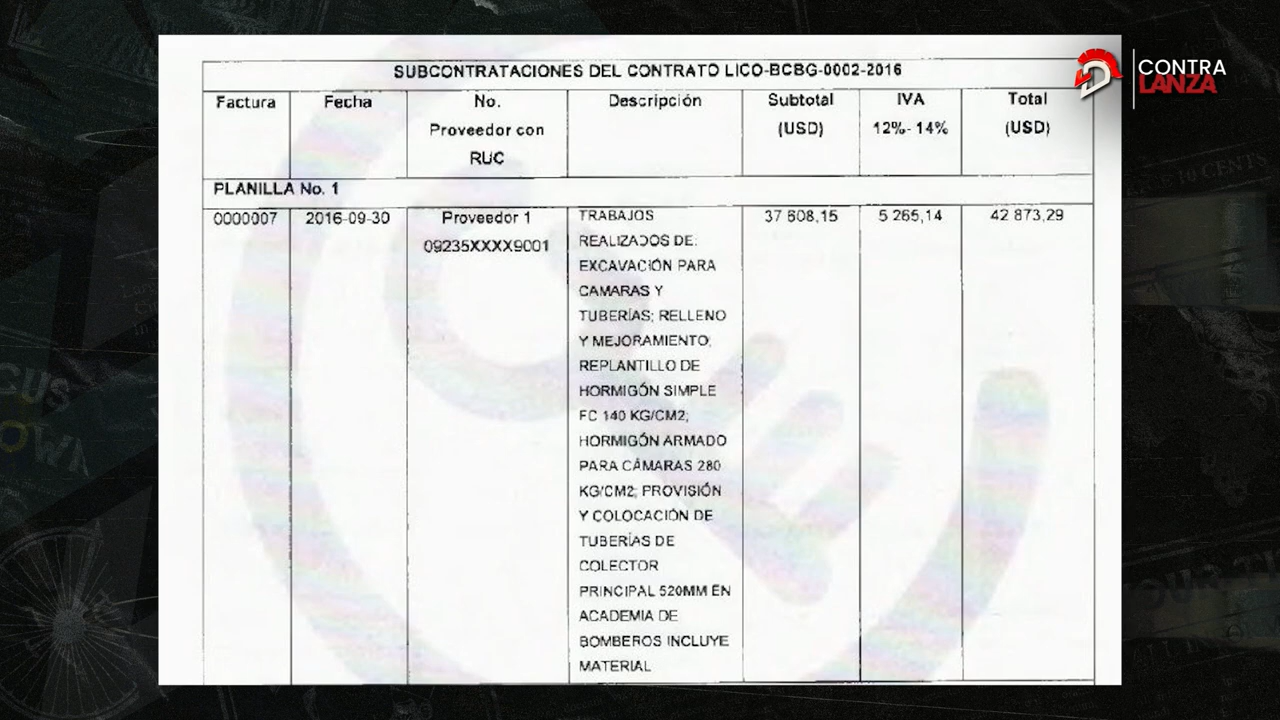 CONTRA
LANZA
SUBCONTRATACIONES DEL CONTRATO LICO-BCBG-0002-2016
Factura Fecha No. Proveedor con RUC Descripción Subtotal (USD) IVA 12%- 14% Total (USD)
PLANILLA No. 1
0000007 2016-09-30 Proveedor 1 TRABAJOS 37 608,15 5 265,14 42 873,29
09235XXXX9001 REALIZADOS DE:
EXCAVACIÓN PARA
CAMARAS Y
TUBERÍAS; RELLENO
Y MEJORAMIENTO;
REPLANTILLO DE
HORMIGÓN SIMPLE
FC 140 KG/CM2;
HORMIGÓN ARMADO
PARA CÁMARAS 280
KG/CM2; PROVISIÓN
Y COLOCACIÓN DE
TUBERÍAS DE
COLECTOR
PRINCIPAL 520MM EN
ACADEMIA DE
BOMBEROS INCLUYE
MATERIAL
10 CENTS
CUS